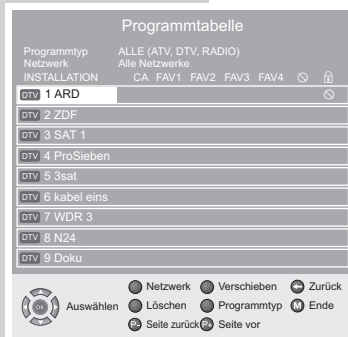 Programmtabelle
Programmtyp ALLE (ATV, DTV, RADIO)
Netzwerk Alle Netzwerke
INSTALLATION CA FAV1 FAV2 FAV3 FAV4
DTV 1 ARD
DTV 2 ZDF
DTV 3 SAT 1
DTV 4 ProSieben
DTV 5 3sat
DTV 6 kabel eins
DTV 7 WDR 3
DTV 8 N24
DTV 9 Doku
Netzwerk Verschieben Zurück
OK Auswählen Löschen Programmtyp M Ende
P- Seite zurück P+ Seite vor